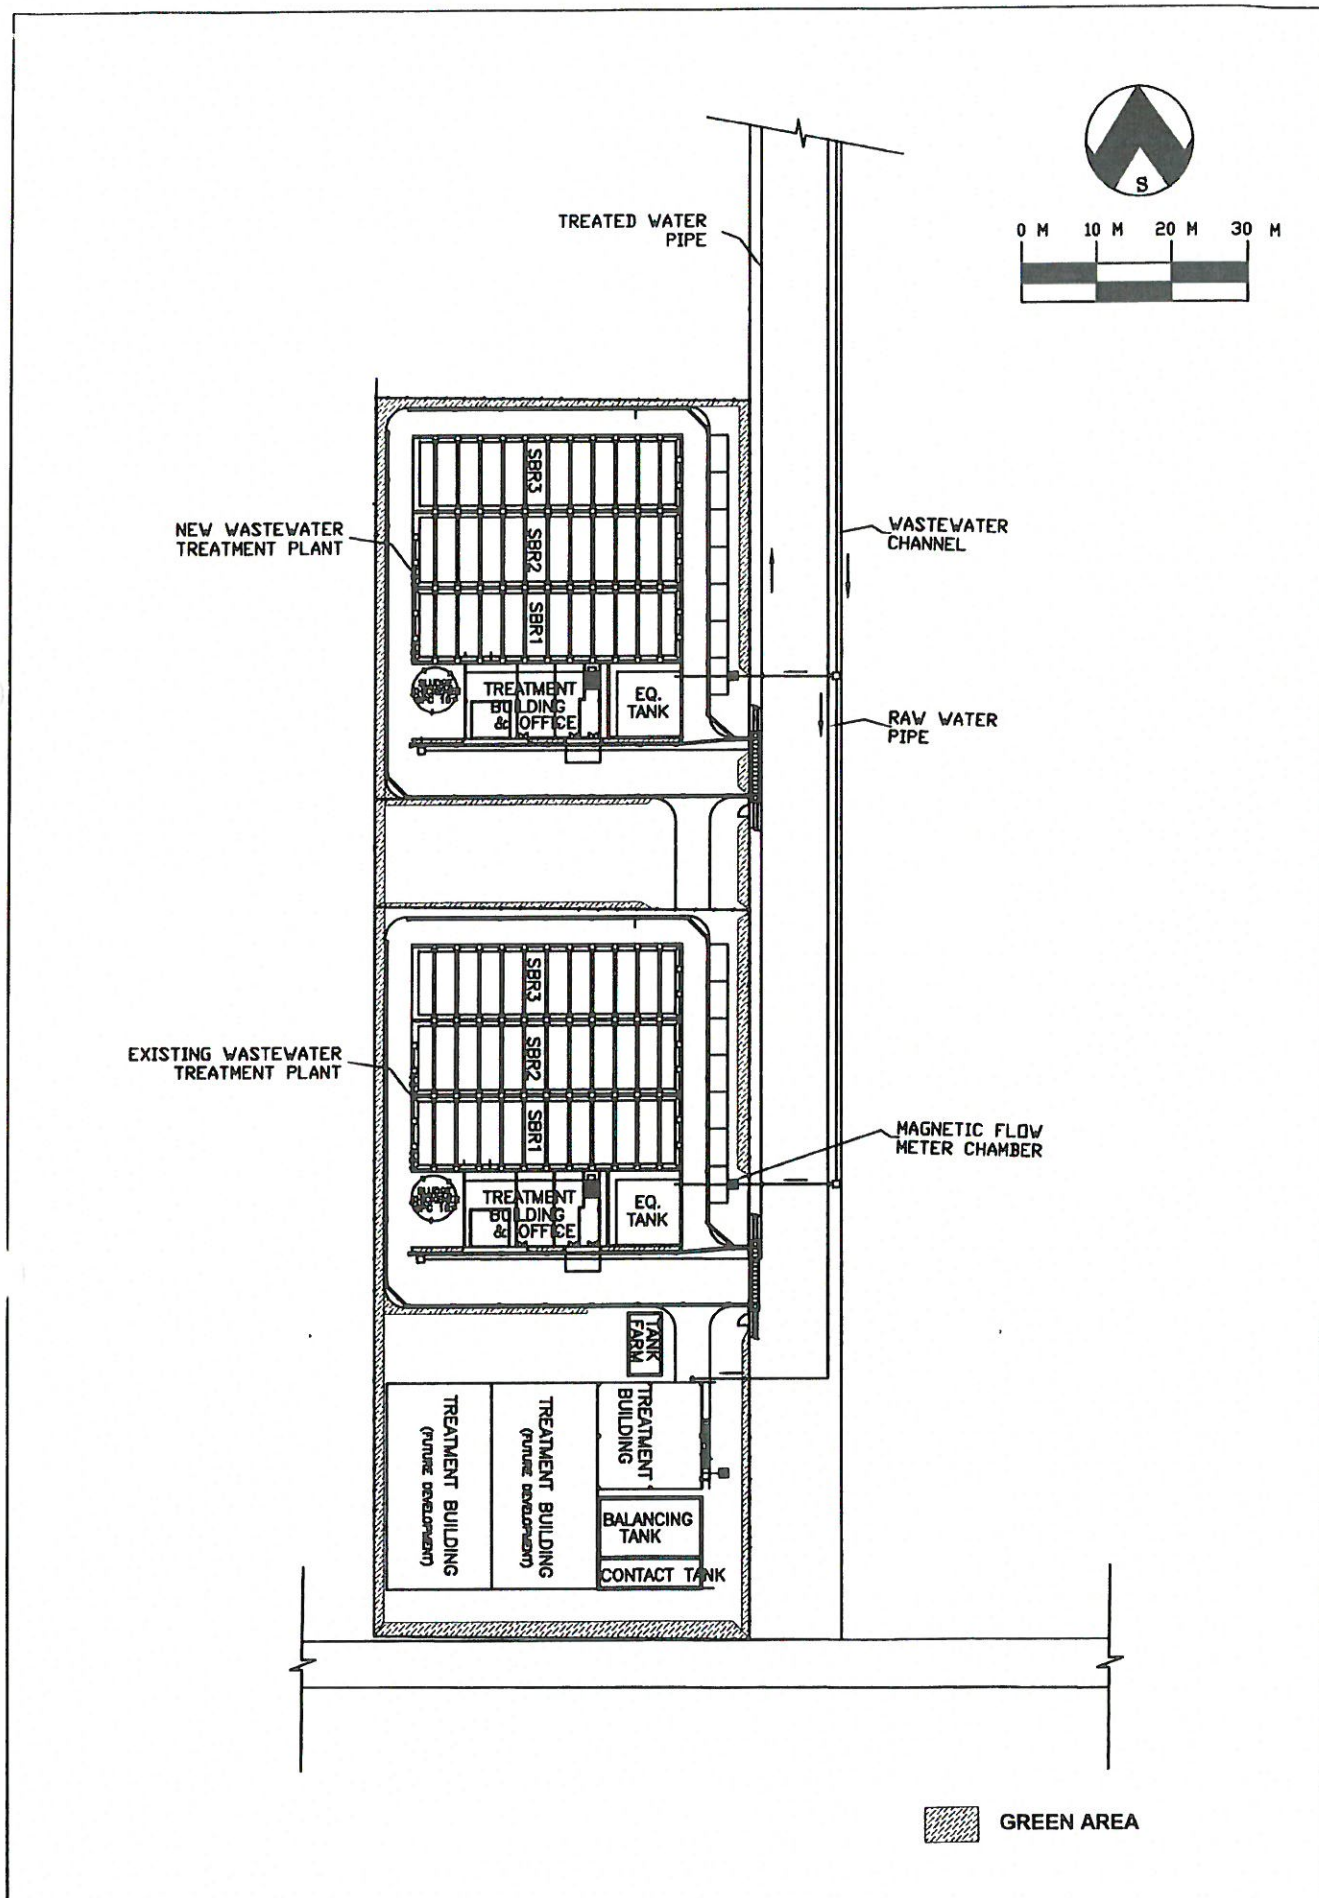 S
0 M 10 M 20 M 30 M
TREATED WATER
PIPE
SBR3
NEW WASTEWATER
TREATMENT PLANT
WASTEWATER
CHANNEL
SBR2
SBR1
TREATMENT
BUILDING
& OFFICE
EQ.
TANK
RAW WATER
PIPE
SBR3
EXISTING WASTEWATER
TREATMENT PLANT
SBR2
SBR1
MAGNETIC FLOW
METER CHAMBER
TREATMENT
BUILDING
& OFFICE
EQ.
TANK
TANK
FARM
TREATMENT BUILDING
(FUTURE DEVELOPMENT)
TREATMENT BUILDING
(FUTURE DEVELOPMENT)
TREATMENT
BUILDING
BALANCING
TANK
CONTACT TANK
GREEN AREA